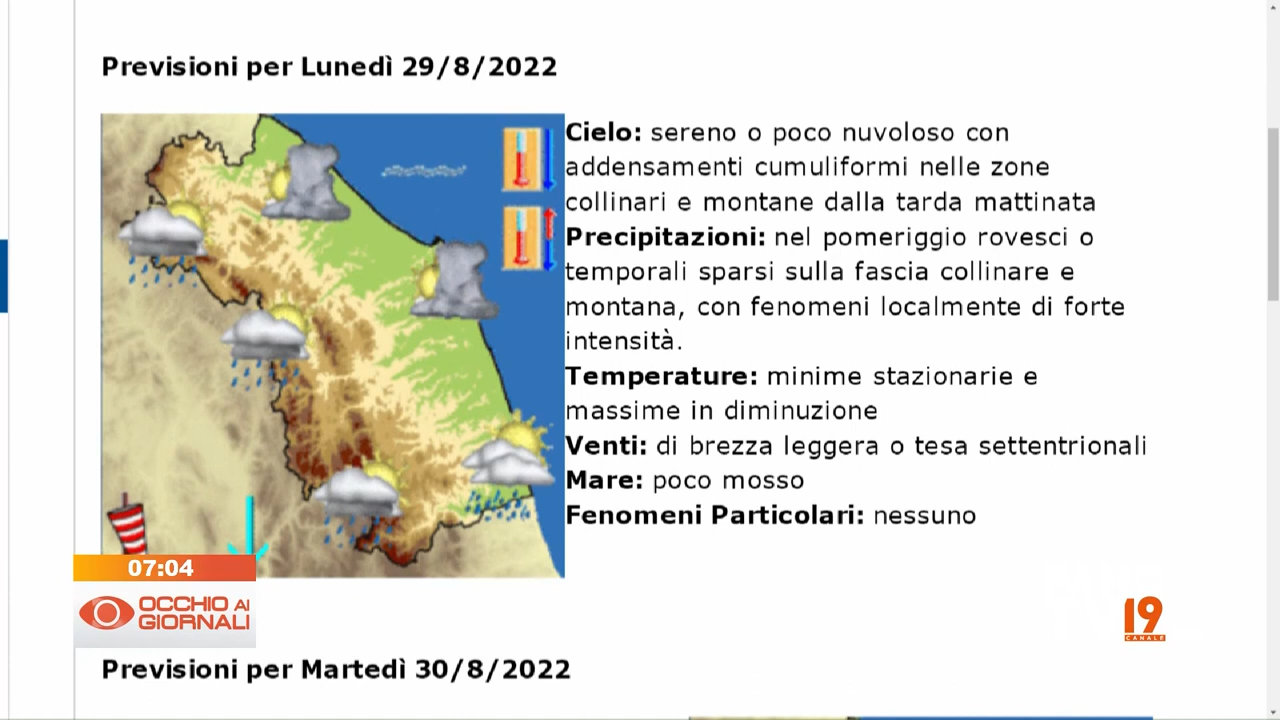 Previsioni per Lunedì 29/8/2022
Cielo: sereno o poco nuvoloso con
addensamenti cumuliformi nelle zone
collinari e montane dalla tarda mattinata
Precipitazioni: nel pomeriggio rovesci o
temporali sparsi sulla fascia collinare e
montana, con fenomeni localmente di forte
intensità.
Temperature: minime stazionarie e
massime in diminuzione
Venti: di brezza leggera o tesa settentrionali
Mare: poco mosso
Fenomeni Particolari: nessuno
07:04
OCCHIO AI
GIORNALI
19
CANALE
Previsioni per Martedì 30/8/2022